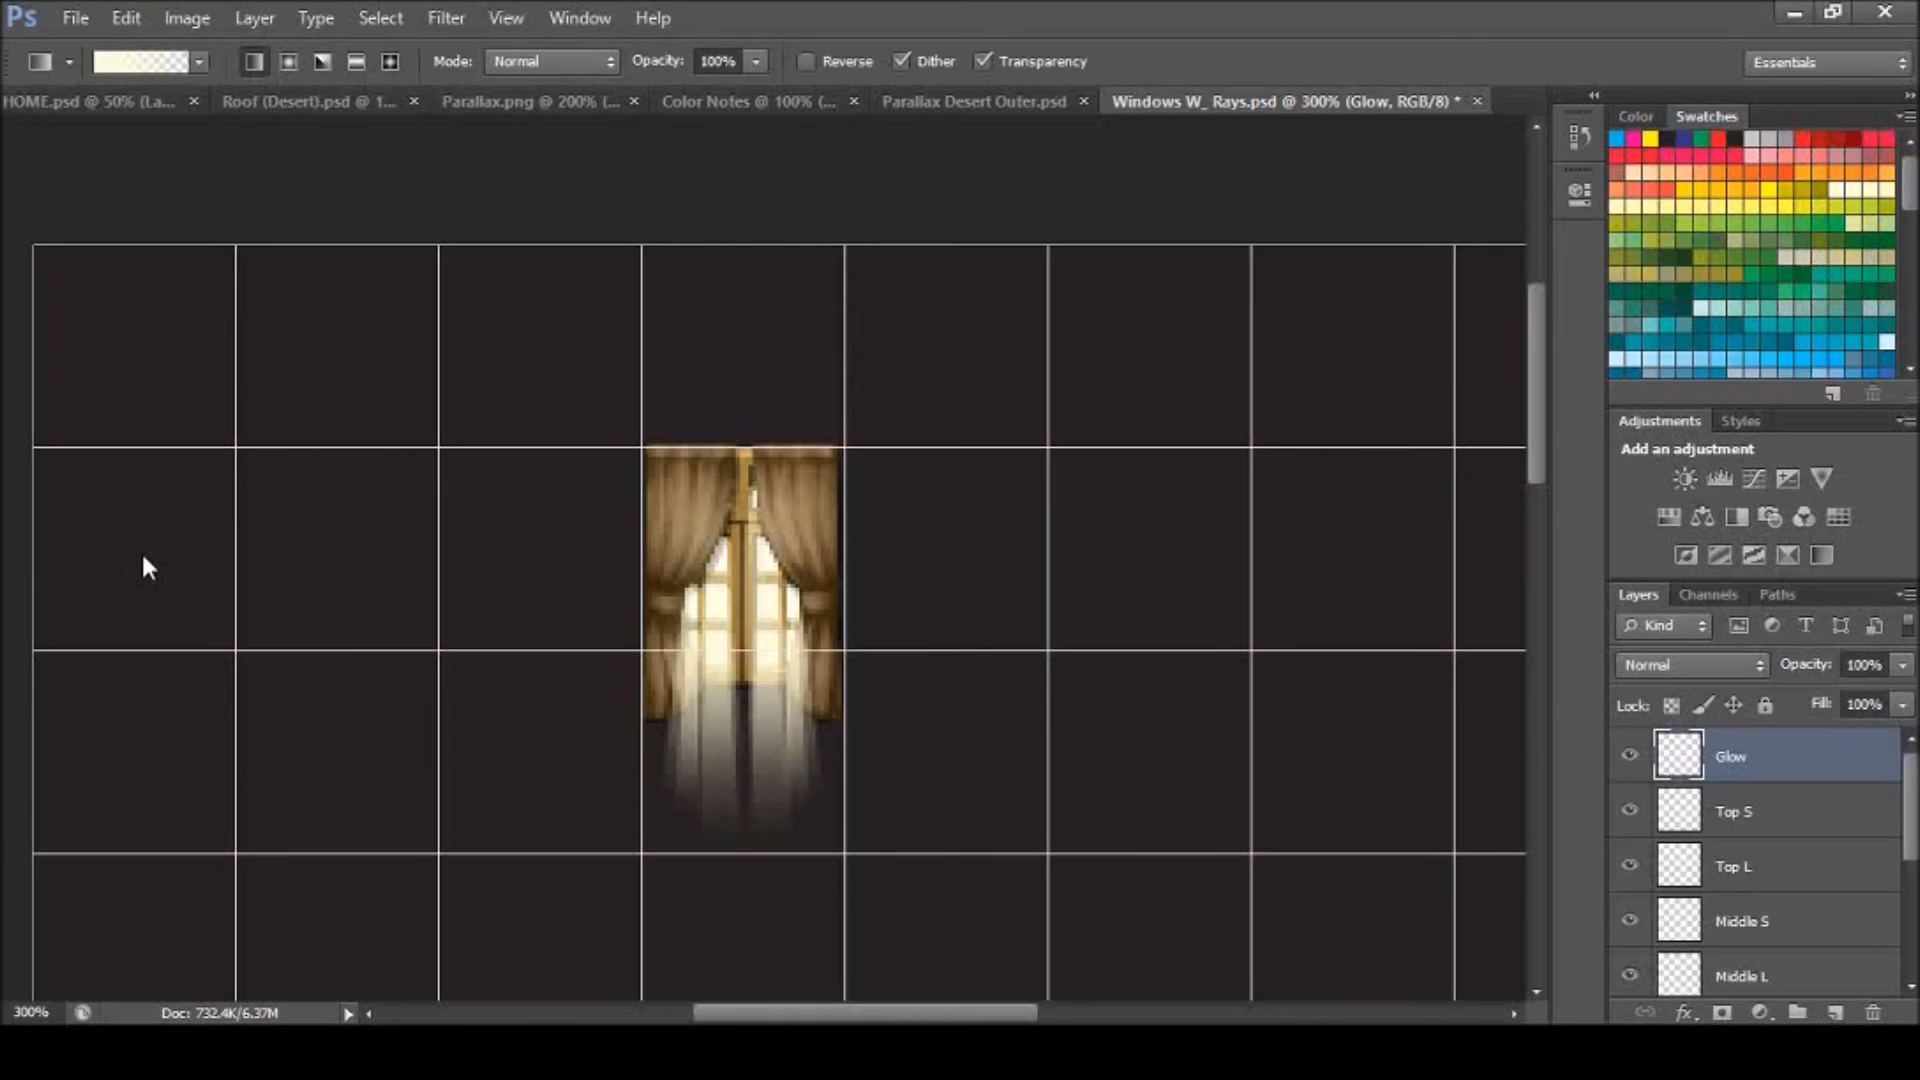 Ps File Edit Image Layer Type Select Filter View Window Help
Mode: Normal Opacity: 100% Reverse Dither Transparency Essentials
HOME.psd @ 50% (La... × Roof (Desert).psd @ 1... × Parallax.png @ 200% (... × Color Notes @ 100% (... × Parallax Desert Outer.psd × Windows W_ Rays.psd @ 300% (Glow, RGB/8) * ×
Color Swatches
Adjustments Styles
Add an adjustment
Layers Channels Paths
Kind
Normal Opacity: 100%
Lock: Fill: 100%
Glow
Top S
Top L
Middle S
Middle L
300% Doc: 732.4K/6.37M
fx